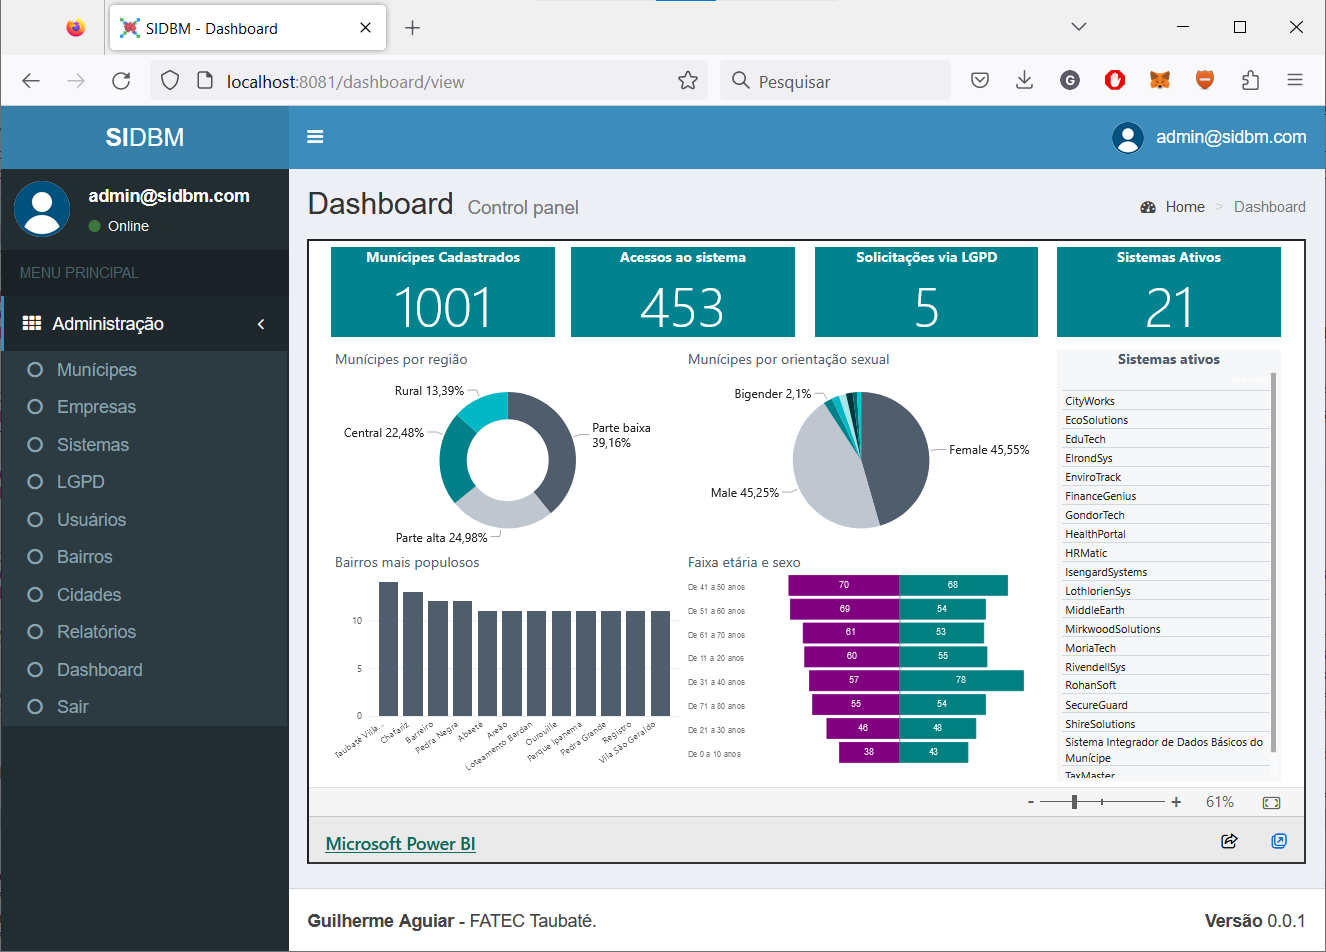 SIDBM - Dashboard
localhost:8081/dashboard/view
Pesquisar
G
SIDBM
admin@sidbm.com
admin@sidbm.com
Online
MENU PRINCIPAL
Administração
Munícipes
Empresas
Sistemas
LGPD
Usuários
Bairros
Cidades
Relatórios
Dashboard
Sair
Dashboard Control panel
Home > Dashboard
Munícipes Cadastrados
1001
Acessos ao sistema
453
Solicitações via LGPD
5
Sistemas Ativos
21
Munícipes por região
Rural 13,39%
Central 22,48%
Parte baixa
39,16%
Parte alta 24,98%
Munícipes por orientação sexual
Bigender 2,1%
Female 45,55%
Male 45,25%
Sistemas ativos
CityWorks
EcoSolutions
EduTech
ElrondSys
EnviroTrack
FinanceGenius
GondorTech
HealthPortal
HRMatic
IsengardSystems
LothlorienSys
MiddleEarth
MirkwoodSolutions
MoriaTech
RivendellSys
RohanSoft
SecureGuard
ShireSolutions
Sistema Integrador de Dados Básicos do
Munícipe
TaxMaster
Bairros mais populosos
10
5
0
Taubaté Villa...
Chafariz
Barreiro
Pedra Negra
Abaeté
Areão
Loteamento Bardan
Ouroville
Parque Ipanema
Pedra Grande
Registro
Vila São Geraldo
Faixa etária e sexo
De 41 a 50 anos 70 68
De 51 a 60 anos 69 54
De 61 a 70 anos 61 53
De 11 a 20 anos 60 55
De 31 a 40 anos 57 78
De 71 a 80 anos 55 54
De 21 a 30 anos 46 48
De 0 a 10 anos 38 43
- + 61%
Microsoft Power BI
Guilherme Aguiar - FATEC Taubaté.
Versão 0.0.1